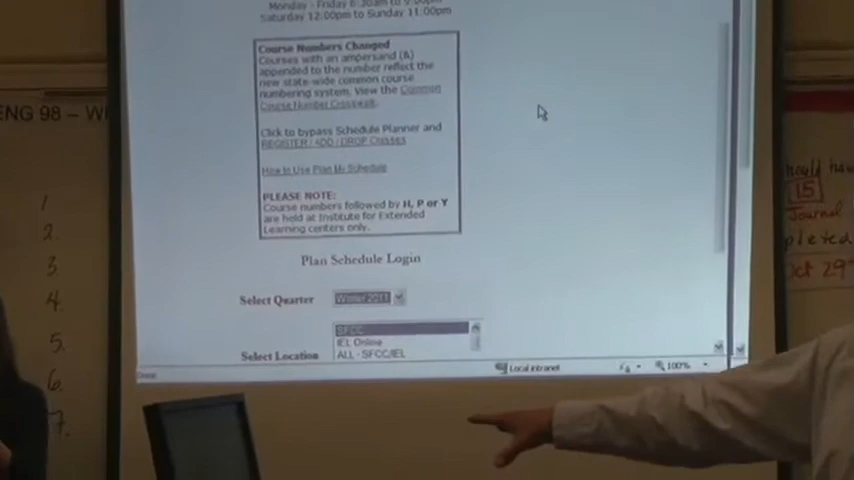 Monday - Friday 6:30am to 9:00pm
Saturday 12:00pm to Sunday 11:00pm
Course Numbers Changed
Courses with an ampersand (&)
appended to the number reflect the
new state-wide common course
numbering system. View the Common
Course Number Crosswalk.
Click to bypass Schedule Planner and
REGISTER / ADD / DROP Classes
How to Use Plan My Schedule
PLEASE NOTE:
Course numbers followed by H, P or Y
are held at Institute for Extended
Learning centers only.
Plan Schedule Login
Select Quarter
Winter 2011
Select Location
SFCC
IEL Online
ALL - SFCC/IEL
Done
Local intranet
100%
ENG 98 –
1
2
3
4.
5.
6.
7.
should have
15
Journal
pleted
Oct 29